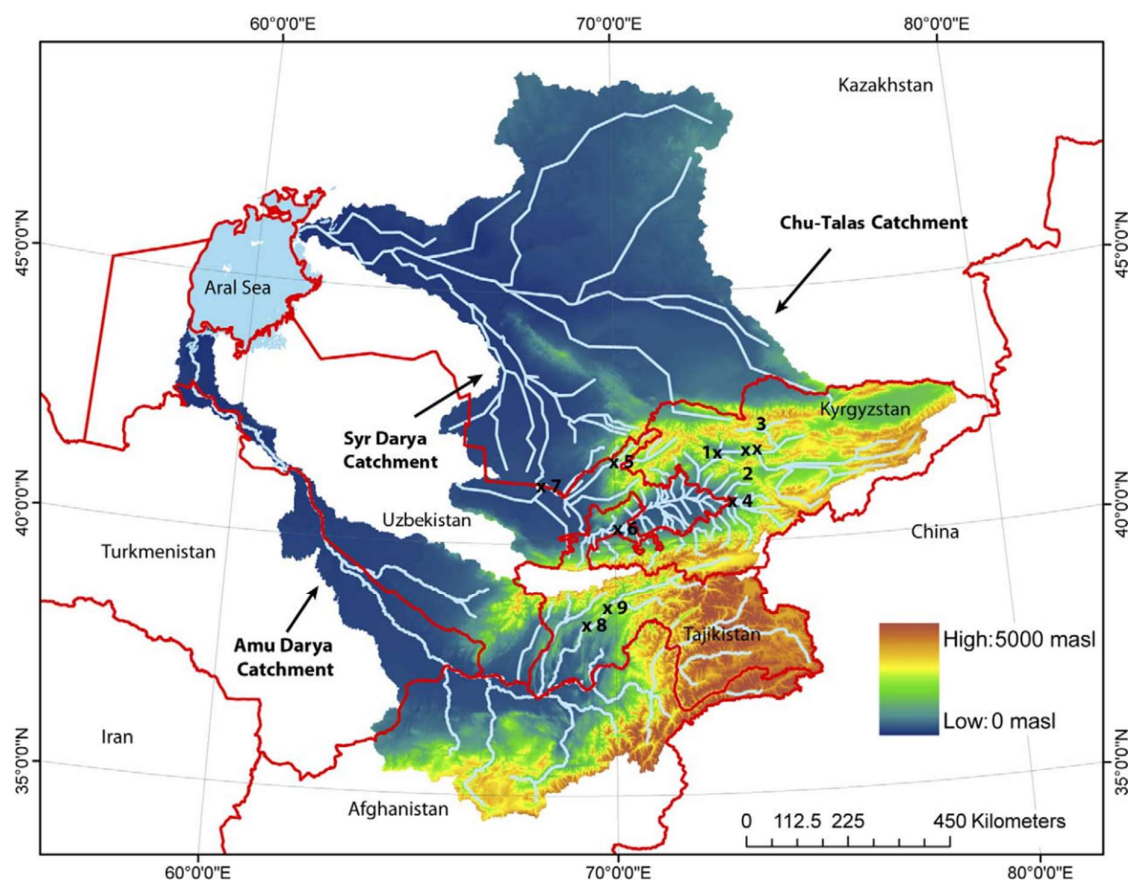 60°0'0"E
70°0'0"E
80°0'0"E
Kazakhstan
Chu-Talas Catchment
45°0'0"N
45°0'0"N
Aral Sea
Kyrgyzstan
3
1x
x x
Syr Darya
Catchment
x 5
2
x 7
x 4
40°0'0"N
40°0'0"N
Uzbekistan
x 6
China
Turkmenistan
x 9
x 8
Tajikistan
High: 5000 masl
Amu Darya
Catchment
Low: 0 masl
Iran
35°0'0"N
35°0'0"N
Afghanistan
0 112.5 225 450 Kilometers
60°0'0"E
70°0'0"E
80°0'0"E